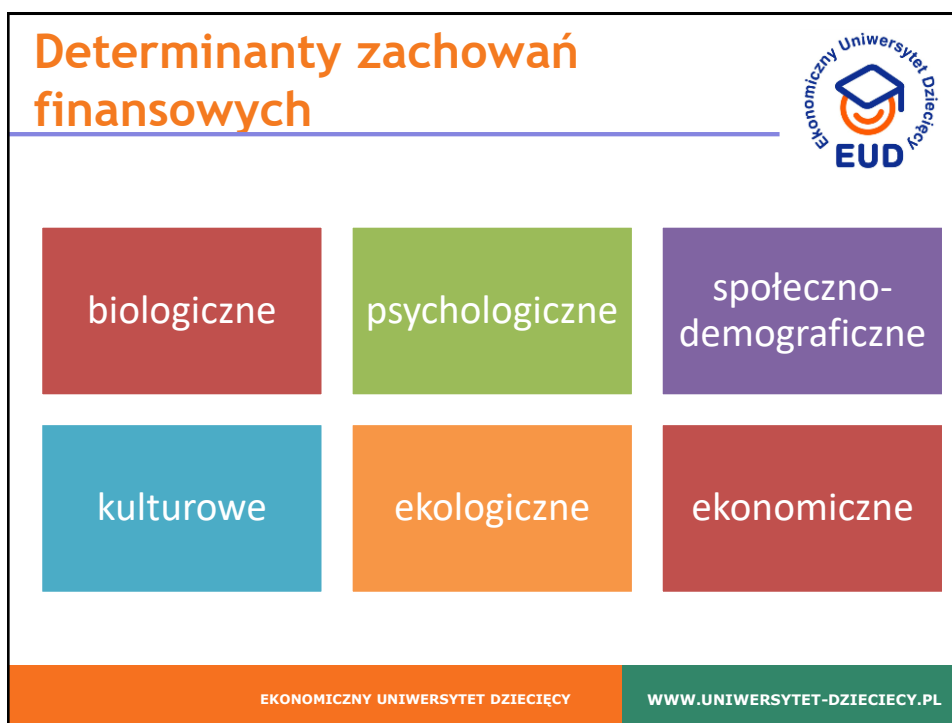 Determinanty zachowań
finansowych
Ekonomiczny Uniwersytet Dziecięcy
EUD
biologiczne
psychologiczne
społeczno-
demograficzne
kulturowe
ekologiczne
ekonomiczne
EKONOMICZNY UNIWERSYTET DZIECIĘCY
WWW.UNIWERSYTET-DZIECIECY.PL